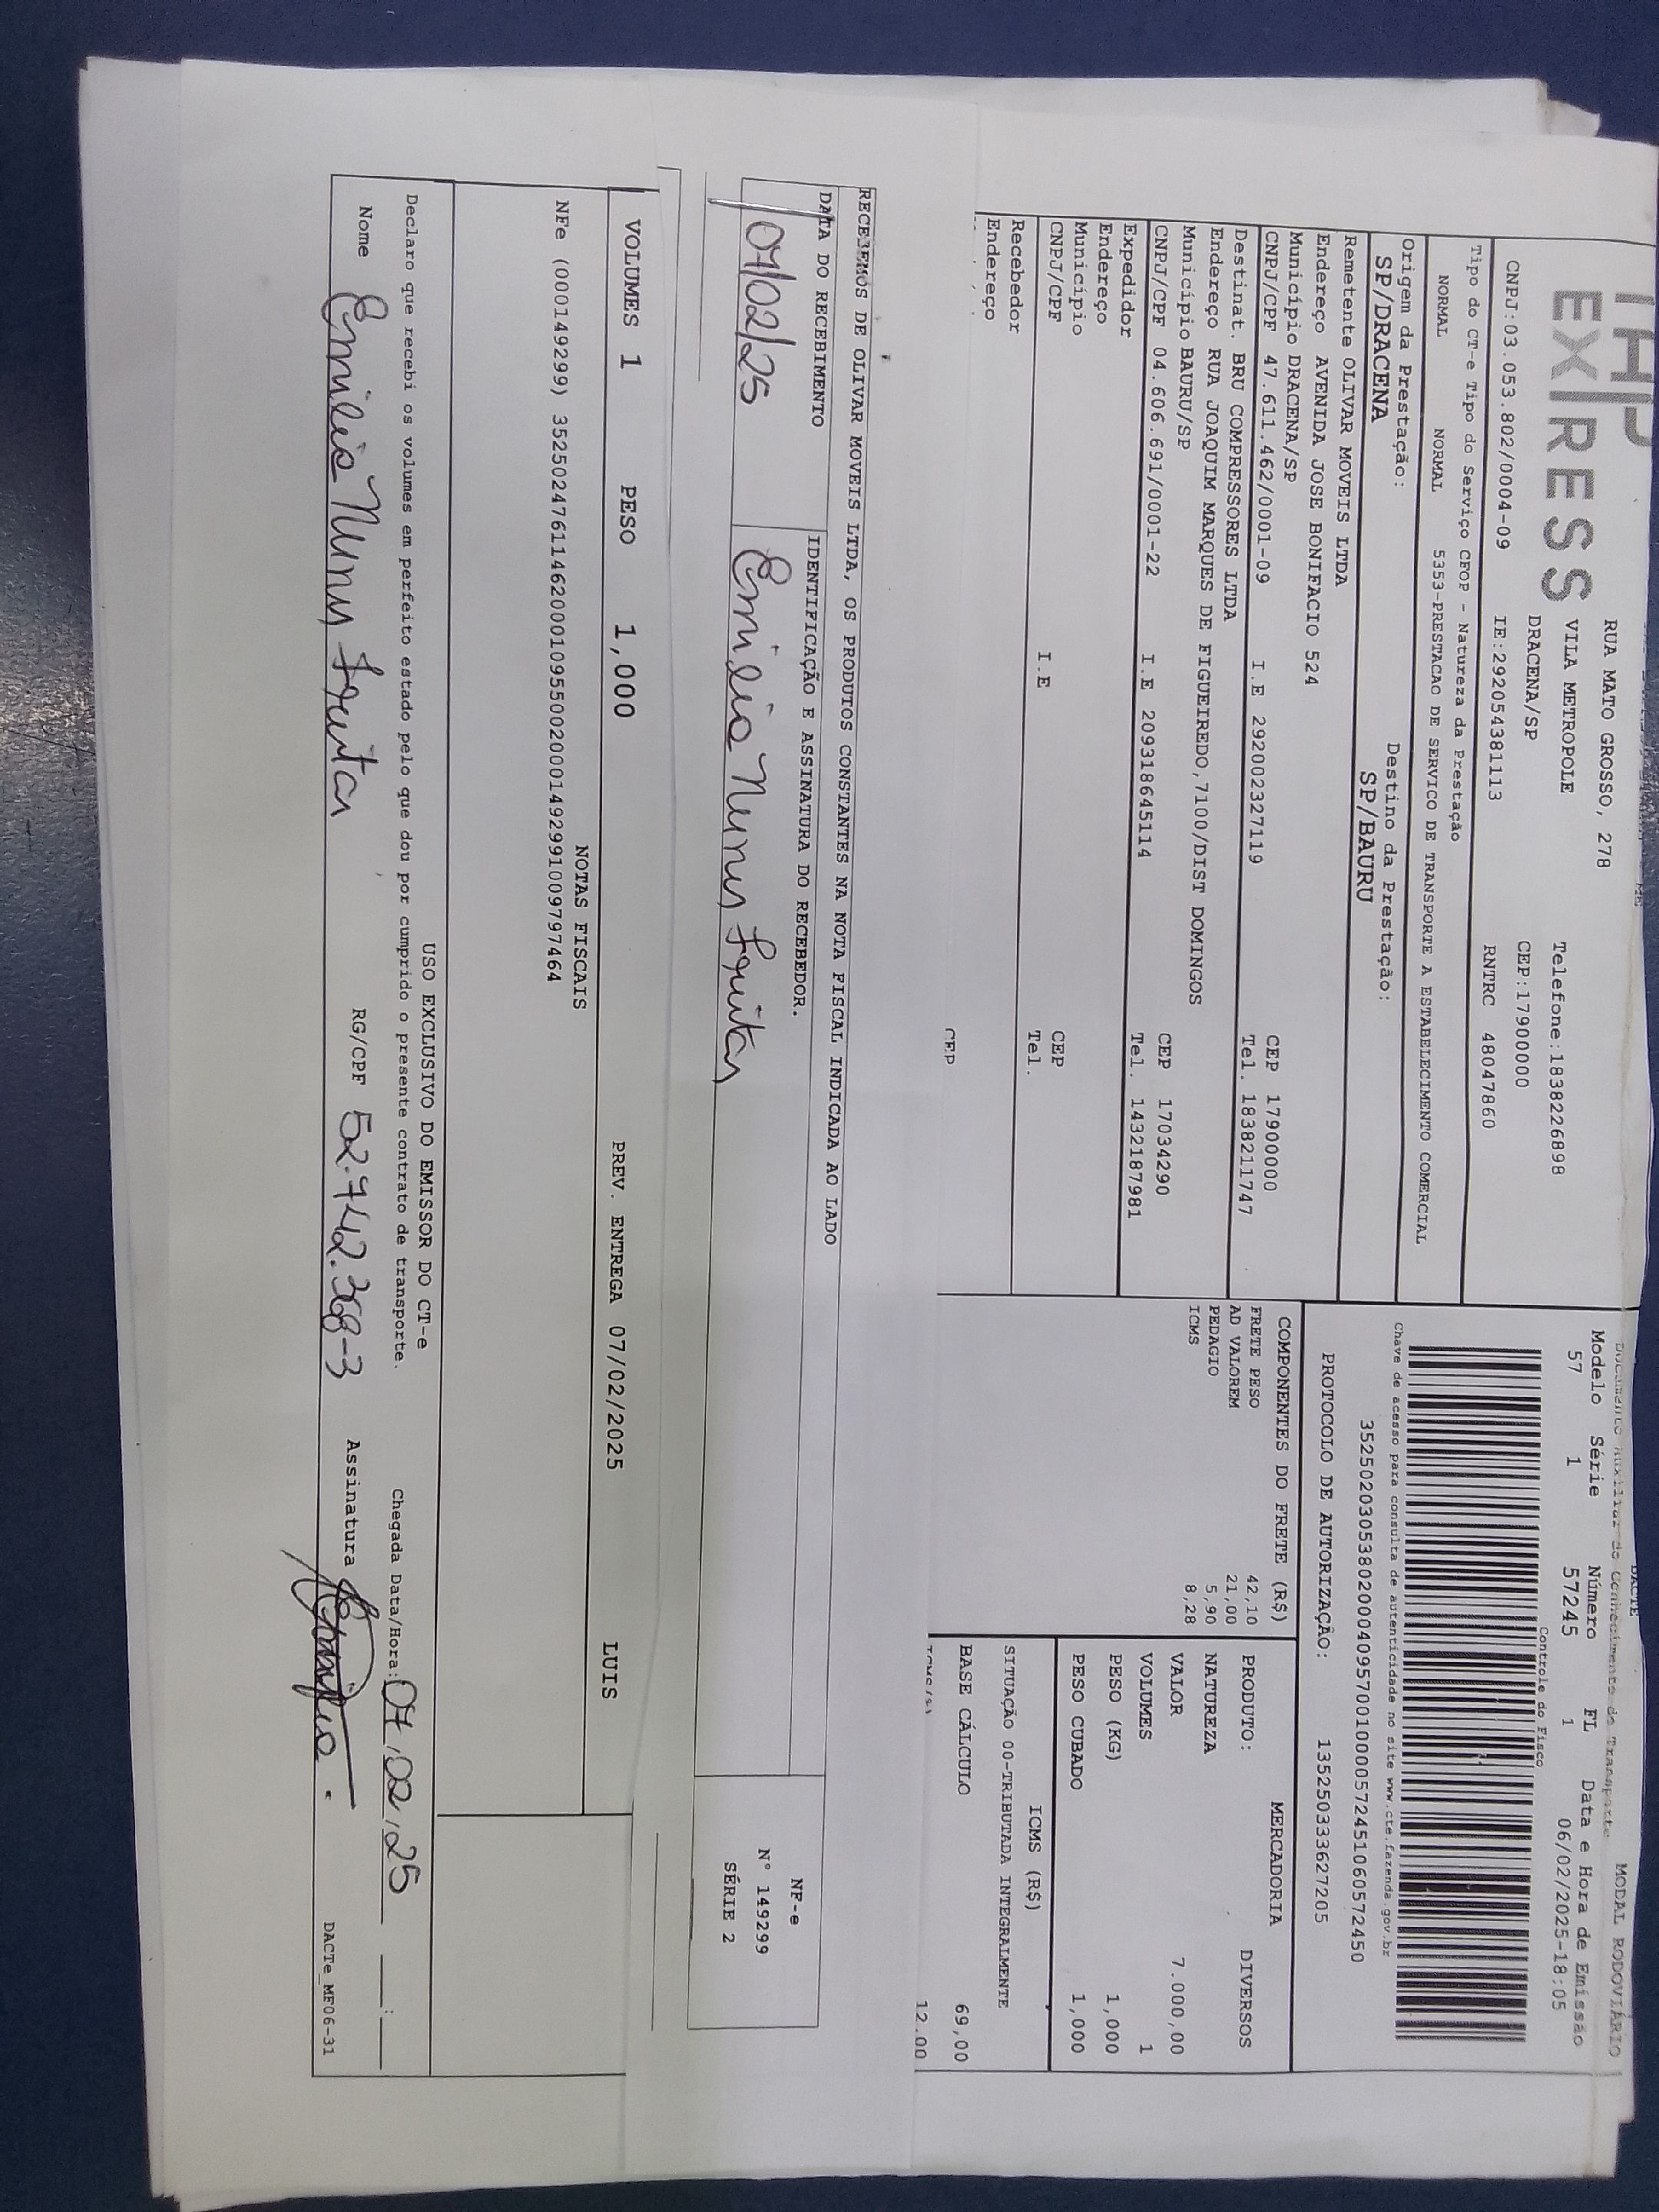 EXPRESS
RUA MATO GROSSO, 278
VILA METROPOLE
Telefone:1838226898
DRACENA/SP
CEP:17900000
CNPJ:03.053.802/0004-09 IE:292054381113 RNTRC 48047860
Tipo do CT-e Tipo do Serviço CFOP - Natureza da Prestação
NORMAL NORMAL 5353-PRESTACAO DE SERVICO DE TRANSPORTE A ESTABELECIMENTO COMERCIAL
Origem da Prestação: Destino da Prestação:
SP/DRACENA SP/BAURU
Remetente OLIVAR MOVEIS LTDA
Endereço AVENIDA JOSE BONIFACIO 524
Município DRACENA/SP CEP 17900000
CNPJ/CPF 47.611.462/0001-09 I.E 292002327119 Tel. 1838211747
Destinat. BRU COMPRESSORES LTDA
Endereço RUA JOAQUIM MARQUES DE FIGUEIREDO,7100/DIST DOMINGOS
Município BAURU/SP CEP 17034290
CNPJ/CPF 04.606.691/0001-22 I.E 209318645114 Tel. 1432187981
Expedidor
Endereço
Município CEP
CNPJ/CPF I.E Tel.
Recebedor
Endereço
CEP
DACTE MODAL RODOVIÁRIO
Documento Auxiliar do Conhecimento de Transporte
Modelo Série Número FL Data e Hora de Emissão
57 1 57245 1 06/02/2025-18:05
Controle do Fisco
Chave de acesso para consulta de autenticidade no site www.cte.fazenda.gov.br
35250203053802000409570010000572451060572450
PROTOCOLO DE AUTORIZAÇÃO: 135250333627205
COMPONENTES DO FRETE (R$)
FRETE PESO 42,10
AD VALOREM 21,00
PEDAGIO 5,90
ICMS 8,28
MERCADORIA
PRODUTO: DIVERSOS
NATUREZA
VALOR 7.000,00
VOLUMES 1
PESO (KG) 1,000
PESO CUBADO 1,000
ICMS (R$)
SITUAÇÃO 00-TRIBUTADA INTEGRALMENTE
BASE CÁLCULO 69,00
12.00
RECEBEMOS DE OLIVAR MOVEIS LTDA, OS PRODUTOS CONSTANTES NA NOTA FISCAL INDICADA AO LADO
DATA DO RECEBIMENTO IDENTIFICAÇÃO E ASSINATURA DO RECEBEDOR.
07/02/25 Emilio Nunes Freitas
NF-e
N° 149299
SÉRIE 2
VOLUMES 1 PESO 1,000 PREV. ENTREGA 07/02/2025 LUIS
NOTAS FISCAIS
NFe (000149299) 35250247611462000109550020001492991009797464
USO EXCLUSIVO DO EMISSOR DO CT-e
Declaro que recebi os volumes em perfeito estado pelo que dou por cumprido o presente contrato de transporte. Chegada Data/Hora: 07/02/25 __:__
Nome Emilio Nunes Freitas RG/CPF 52.742.368-3 Assinatura
DACTe_MF06-31